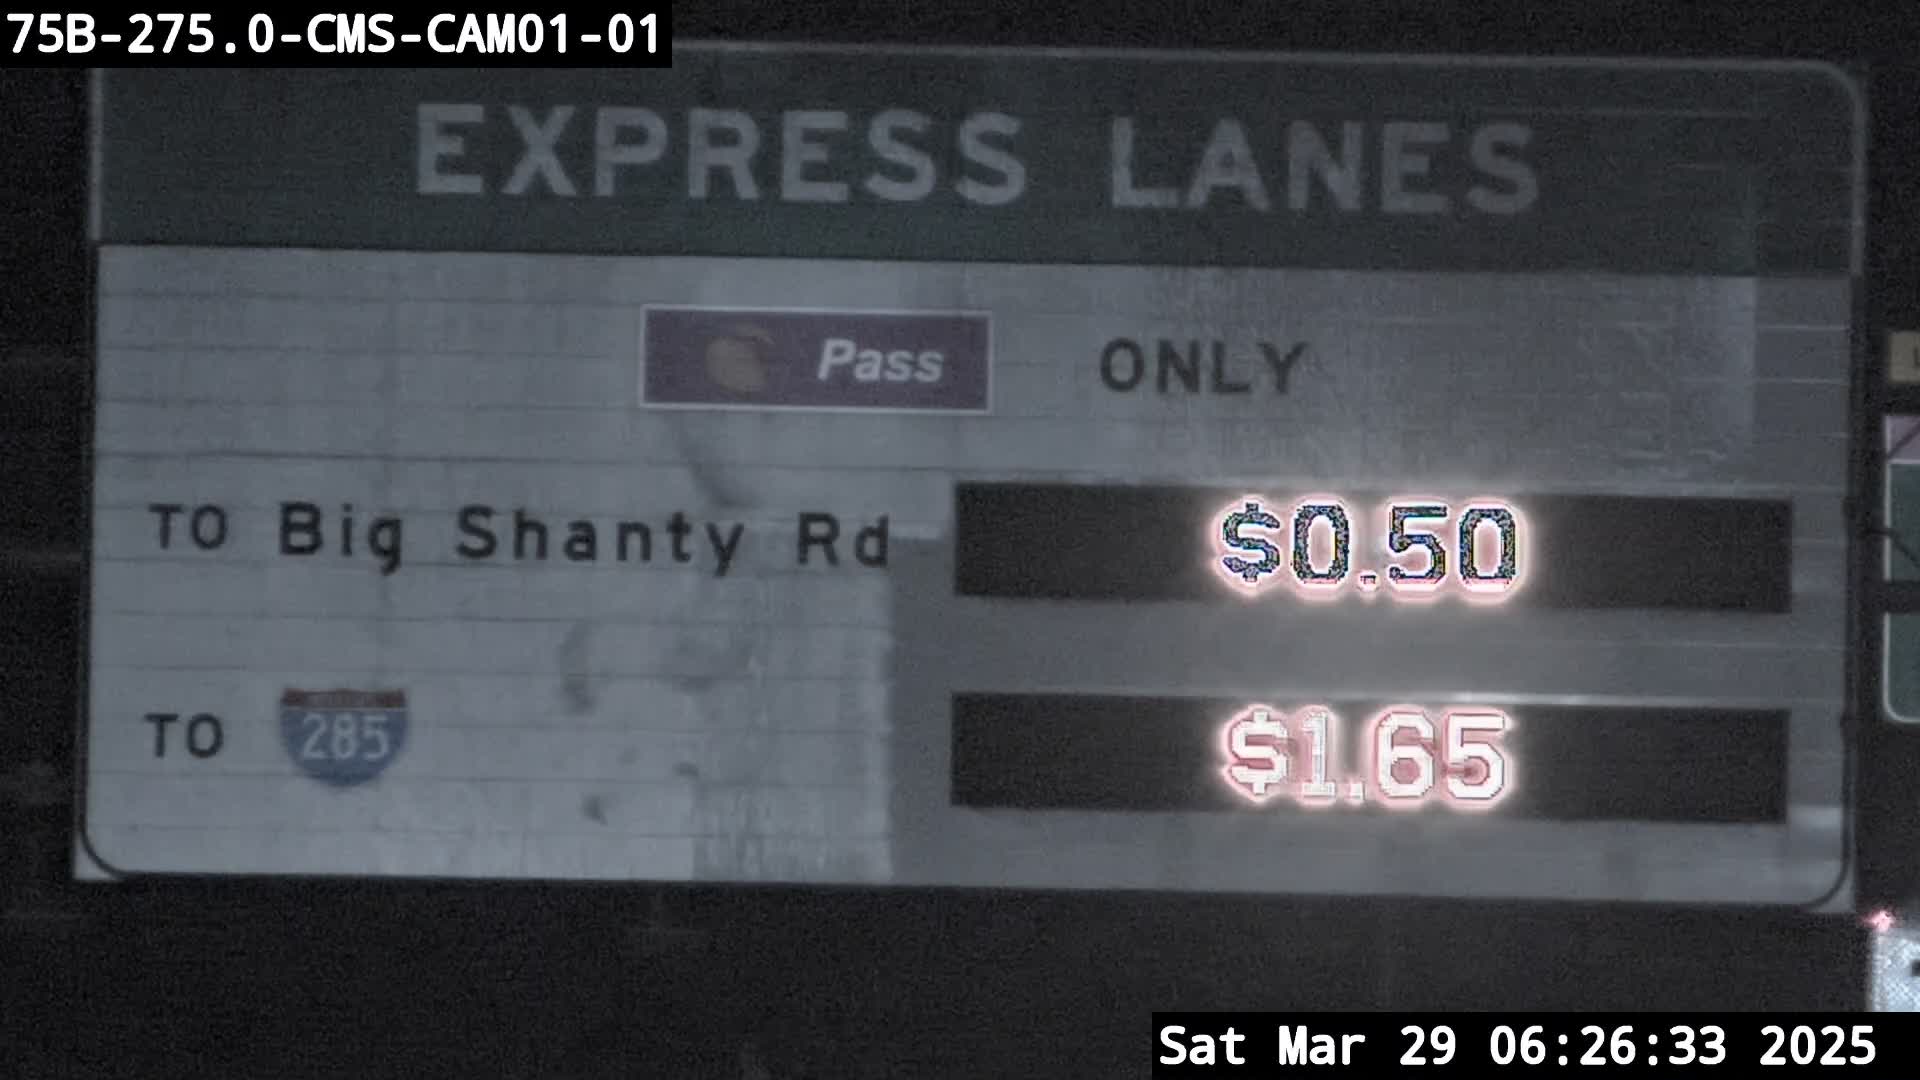 75B-275.0-CMS-CAM01-01
EXPRESS LANES
Pass ONLY
TO Big Shanty Rd $0.50
TO 285 $1.65
Sat Mar 29 06:26:33 2025